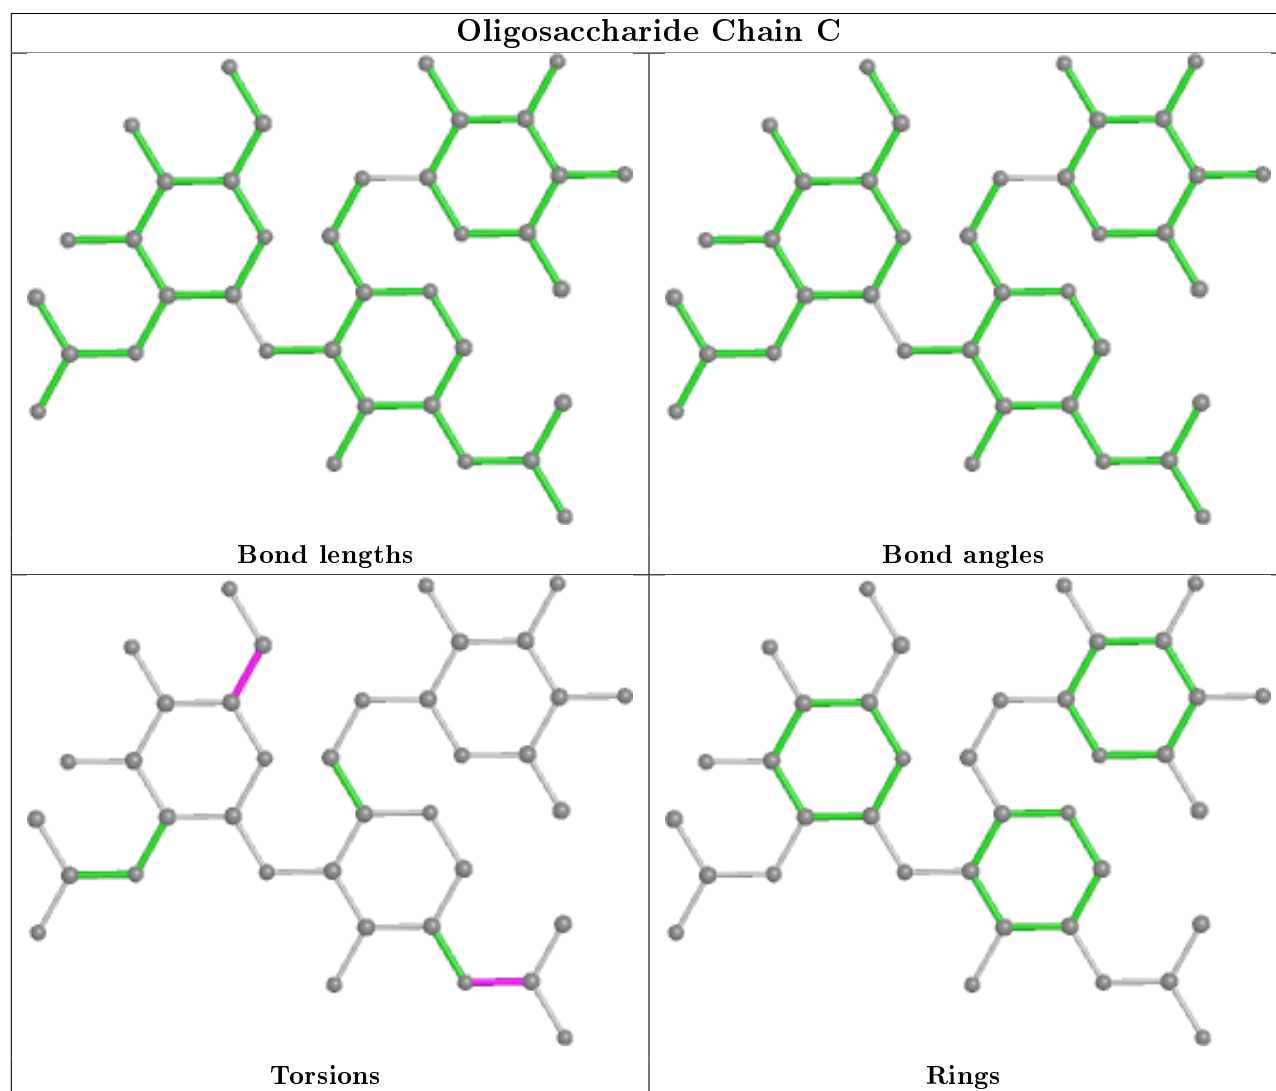 Oligosaccharide Chain C
Bond lengths
Bond angles
Torsions
Rings